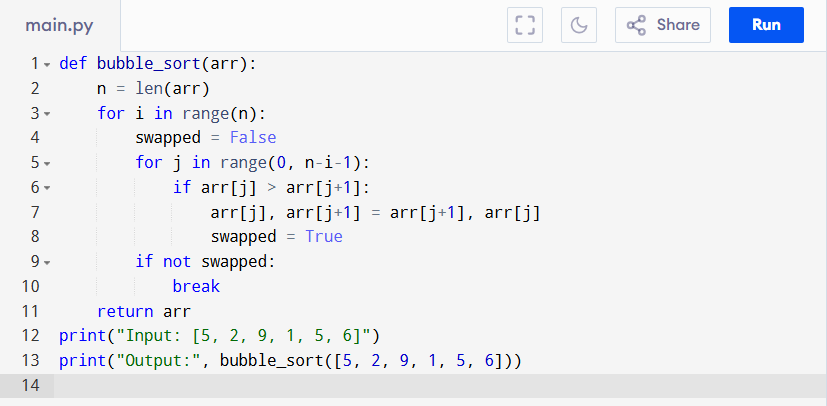 main.py
Share
Run
1 def bubble_sort(arr):
2     n = len(arr)
3     for i in range(n):
4         swapped = False
5         for j in range(0, n-i-1):
6             if arr[j] > arr[j+1]:
7                 arr[j], arr[j+1] = arr[j+1], arr[j]
8                 swapped = True
9         if not swapped:
10             break
11     return arr
12 print("Input: [5, 2, 9, 1, 5, 6]")
13 print("Output:", bubble_sort([5, 2, 9, 1, 5, 6]))
14